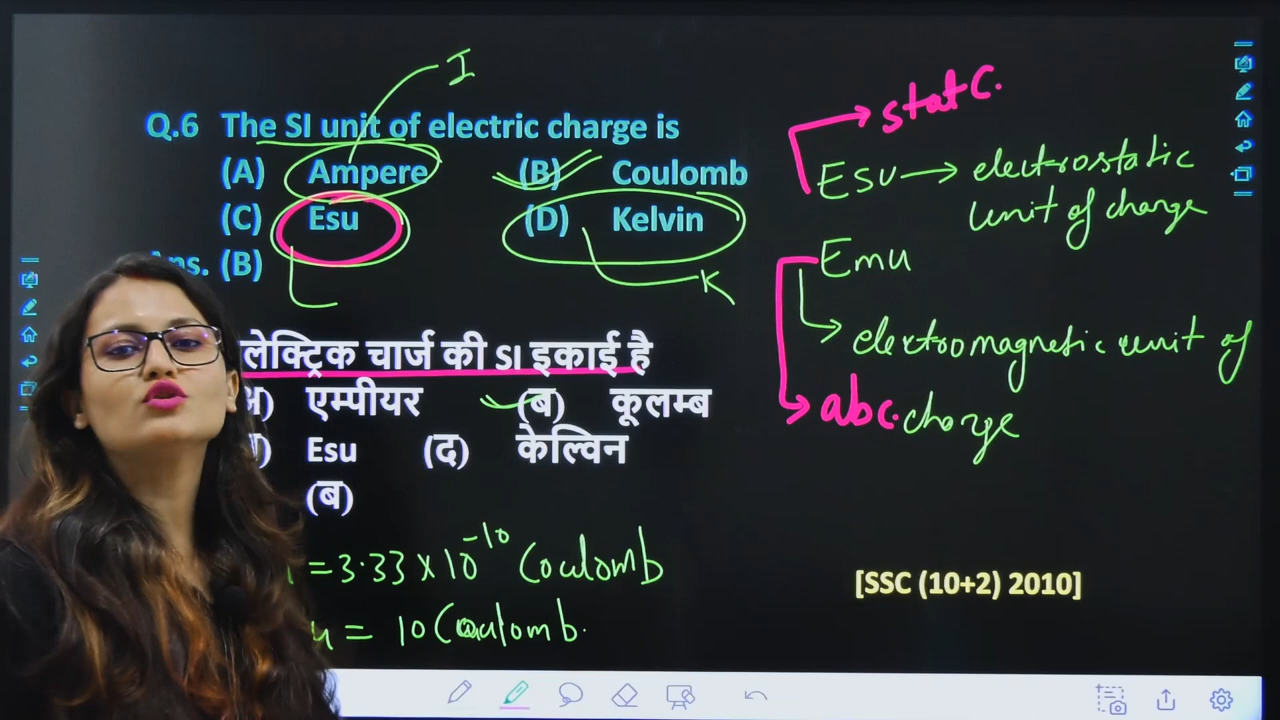 I
Q.6 The SI unit of electric charge is
(A) Ampere (B) Coulomb
(C) Esu (D) Kelvin
Ans. (B)
K
लेक्ट्रिक चार्ज की SI इकाई है
एम्पीयर (ब) कूलम्ब
Esu (द) केल्विन
(ब)
= 3.33 × 10⁻¹⁰ Coulomb
u = 10 Coulomb.
stat C.
Esu → electrostatic
unit of charge
Emu
electromagnetic unit of
abc. charge
[SSC (10+2) 2010]